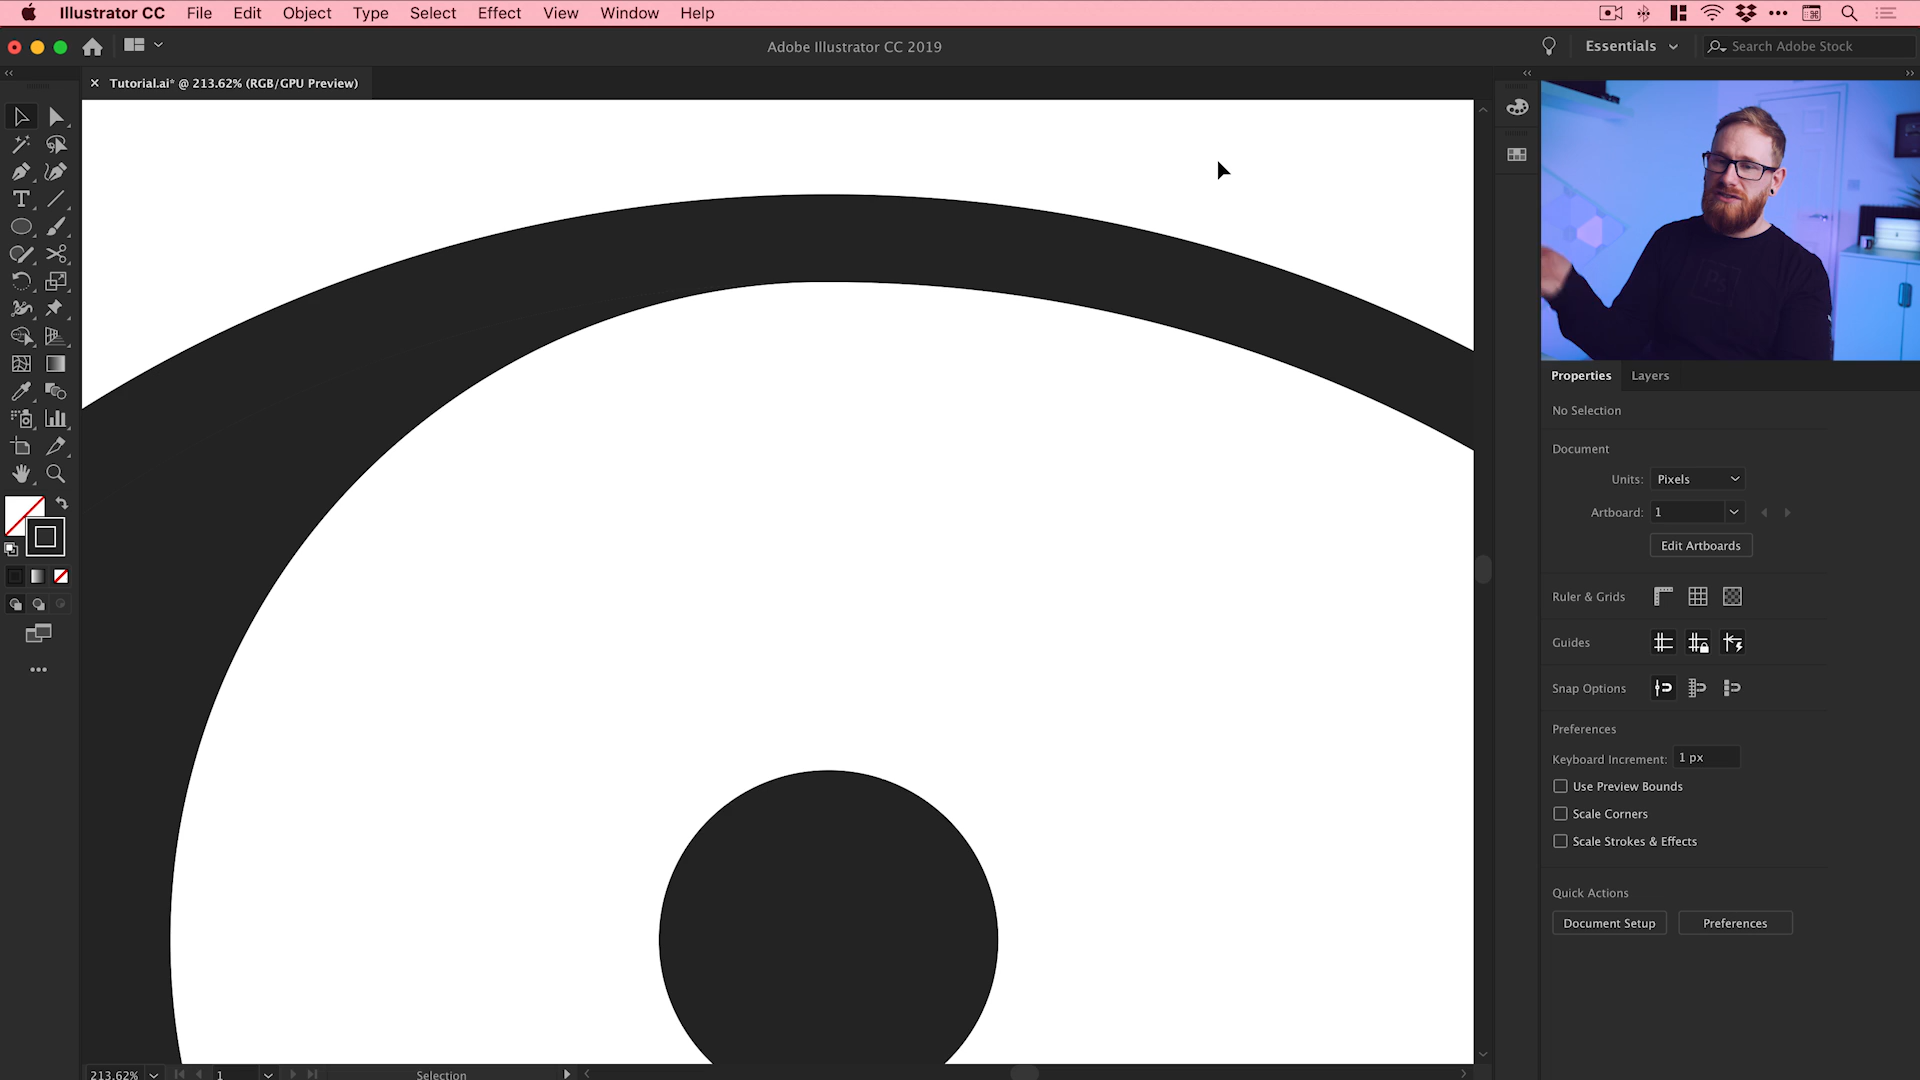 Illustrator CC File Edit Object Type Select Effect View Window Help
Adobe Illustrator CC 2019
Essentials
Search Adobe Stock
Tutorial.ai* @ 213.62% (RGB/GPU Preview)
Properties Layers
No Selection
Document
Units: Pixels
Artboard: 1
Edit Artboards
Ruler & Grids
Guides
Snap Options
Preferences
Keyboard Increment: 1 px
Use Preview Bounds
Scale Corners
Scale Strokes & Effects
Quick Actions
Document Setup Preferences
213.62% 1 Selection